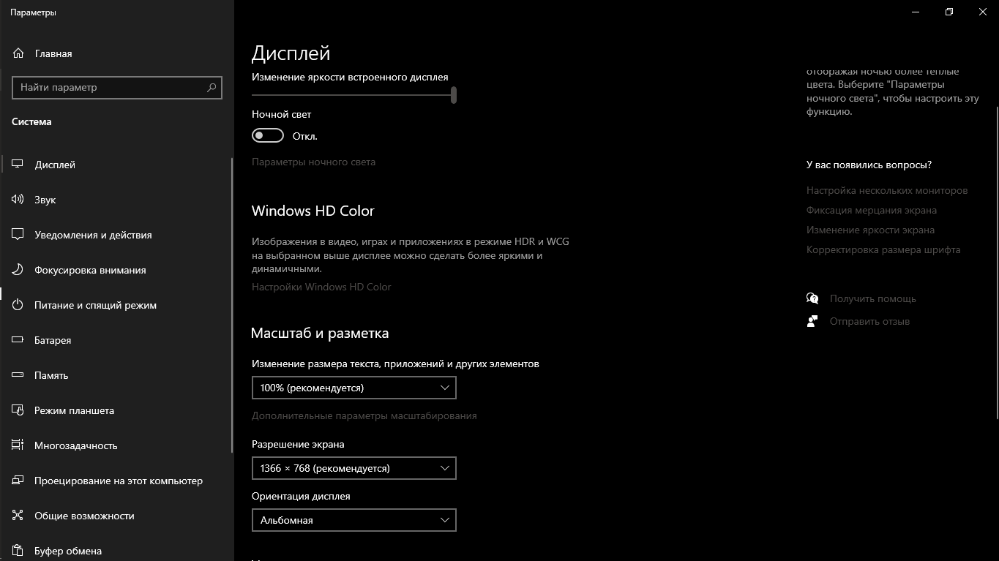 Параметры
Главная
Найти параметр
Система
Дисплей
Звук
Уведомления и действия
Фокусировка внимания
Питание и спящий режим
Батарея
Память
Режим планшета
Многозадачность
Проецирование на этот компьютер
Общие возможности
Буфер обмена
Дисплей
Изменение яркости встроенного дисплея
Ночной свет
Откл.
Параметры ночного света
Windows HD Color
Изображения в видео, играх и приложениях в режиме HDR и WCG
на выбранном выше дисплее можно сделать более яркими и
динамичными.
Настройки Windows HD Color
Масштаб и разметка
Изменение размера текста, приложений и других элементов
100% (рекомендуется)
Дополнительные параметры масштабирования
Разрешение экрана
1366 × 768 (рекомендуется)
Ориентация дисплея
Альбомная
отображая ночью более теплые
цвета. Выберите "Параметры
ночного света", чтобы настроить эту
функцию.
У вас появились вопросы?
Настройка нескольких мониторов
Фиксация мерцания экрана
Изменение яркости экрана
Корректировка размера шрифта
Получить помощь
Отправить отзыв